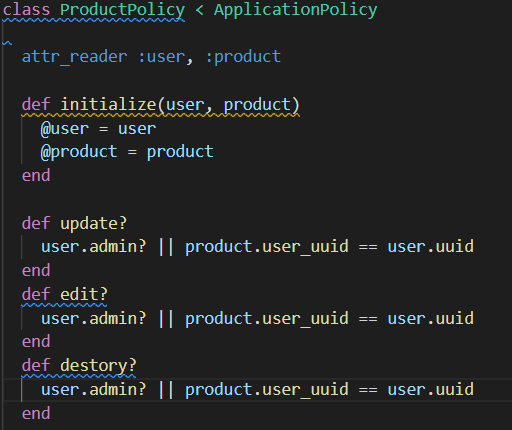 class ProductPolicy < ApplicationPolicy
attr_reader :user, :product
def initialize(user, product)
@user = user
@product = product
end
def update?
user.admin? || product.user_uuid == user.uuid
end
def edit?
user.admin? || product.user_uuid == user.uuid
end
def destory?
user.admin? || product.user_uuid == user.uuid
end